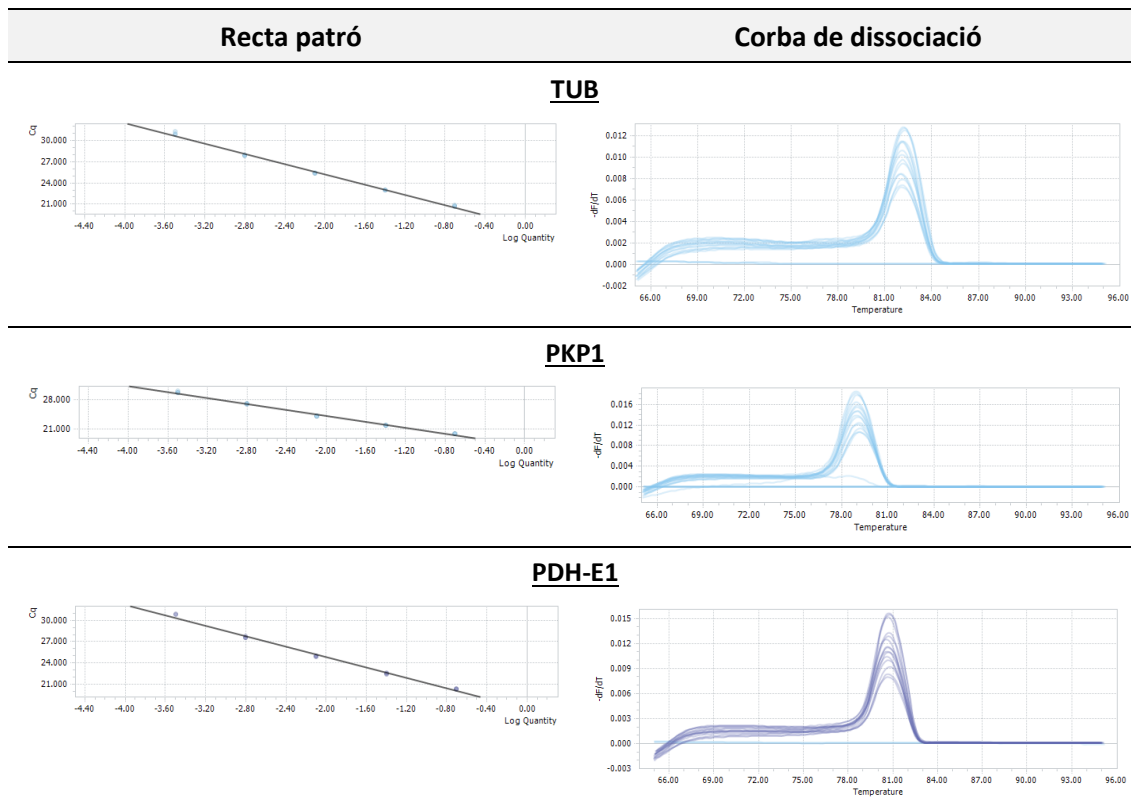 Recta patró
Corba de dissociació
TUB
Cq
30.000
27.000
24.000
21.000
-4.40 -4.00 -3.60 -3.20 -2.80 -2.40 -2.00 -1.60 -1.20 -0.80 -0.40 0.00
Log Quantity
-dF/dT
0.012
0.010
0.008
0.006
0.004
0.002
0.000
-0.002
66.00 69.00 72.00 75.00 78.00 81.00 84.00 87.00 90.00 93.00 96.00
Temperature
PKP1
Cq
28.000
21.000
-4.40 -4.00 -3.60 -3.20 -2.80 -2.40 -2.00 -1.60 -1.20 -0.80 -0.40 0.00
Log Quantity
-dF/dT
0.016
0.012
0.008
0.004
0.000
66.00 69.00 72.00 75.00 78.00 81.00 84.00 87.00 90.00 93.00 96.00
Temperature
PDH-E1
Cq
30.000
27.000
24.000
21.000
-4.40 -4.00 -3.60 -3.20 -2.80 -2.40 -2.00 -1.60 -1.20 -0.80 -0.40 0.00
Log Quantity
-dF/dT
0.015
0.012
0.009
0.006
0.003
0.000
-0.003
66.00 69.00 72.00 75.00 78.00 81.00 84.00 87.00 90.00 93.00 96.00
Temperature